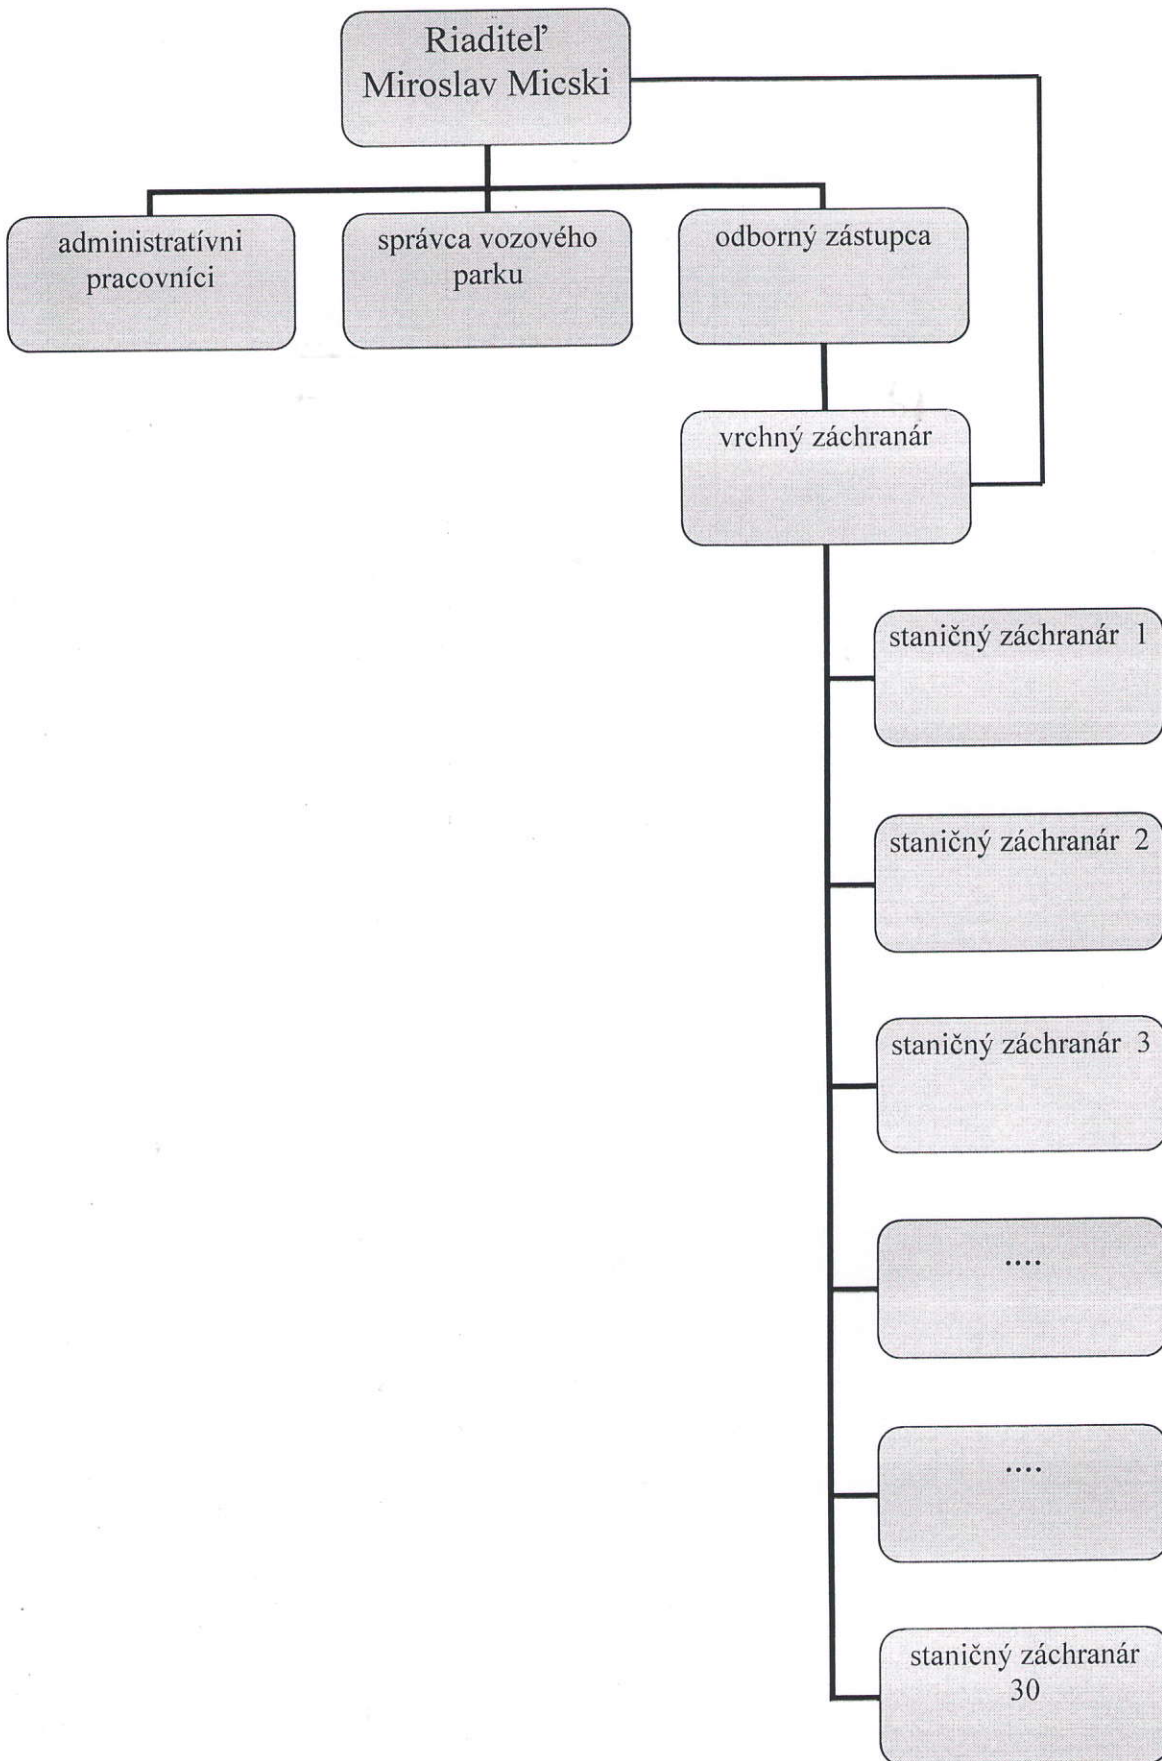 Riaditeľ
Miroslav Micski
administratívni
pracovníci
správca vozového
parku
odborný zástupca
vrchný záchranár
staničný záchranár 1
staničný záchranár 2
staničný záchranár 3
....
....
staničný záchranár
30